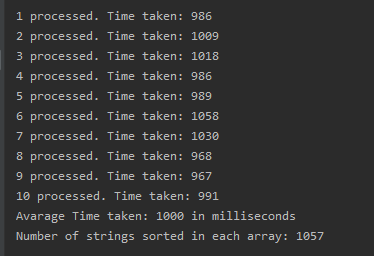 1 processed. Time taken: 986
2 processed. Time taken: 1009
3 processed. Time taken: 1018
4 processed. Time taken: 986
5 processed. Time taken: 989
6 processed. Time taken: 1058
7 processed. Time taken: 1030
8 processed. Time taken: 968
9 processed. Time taken: 967
10 processed. Time taken: 991
Avarage Time taken: 1000 in milliseconds
Number of strings sorted in each array: 1057